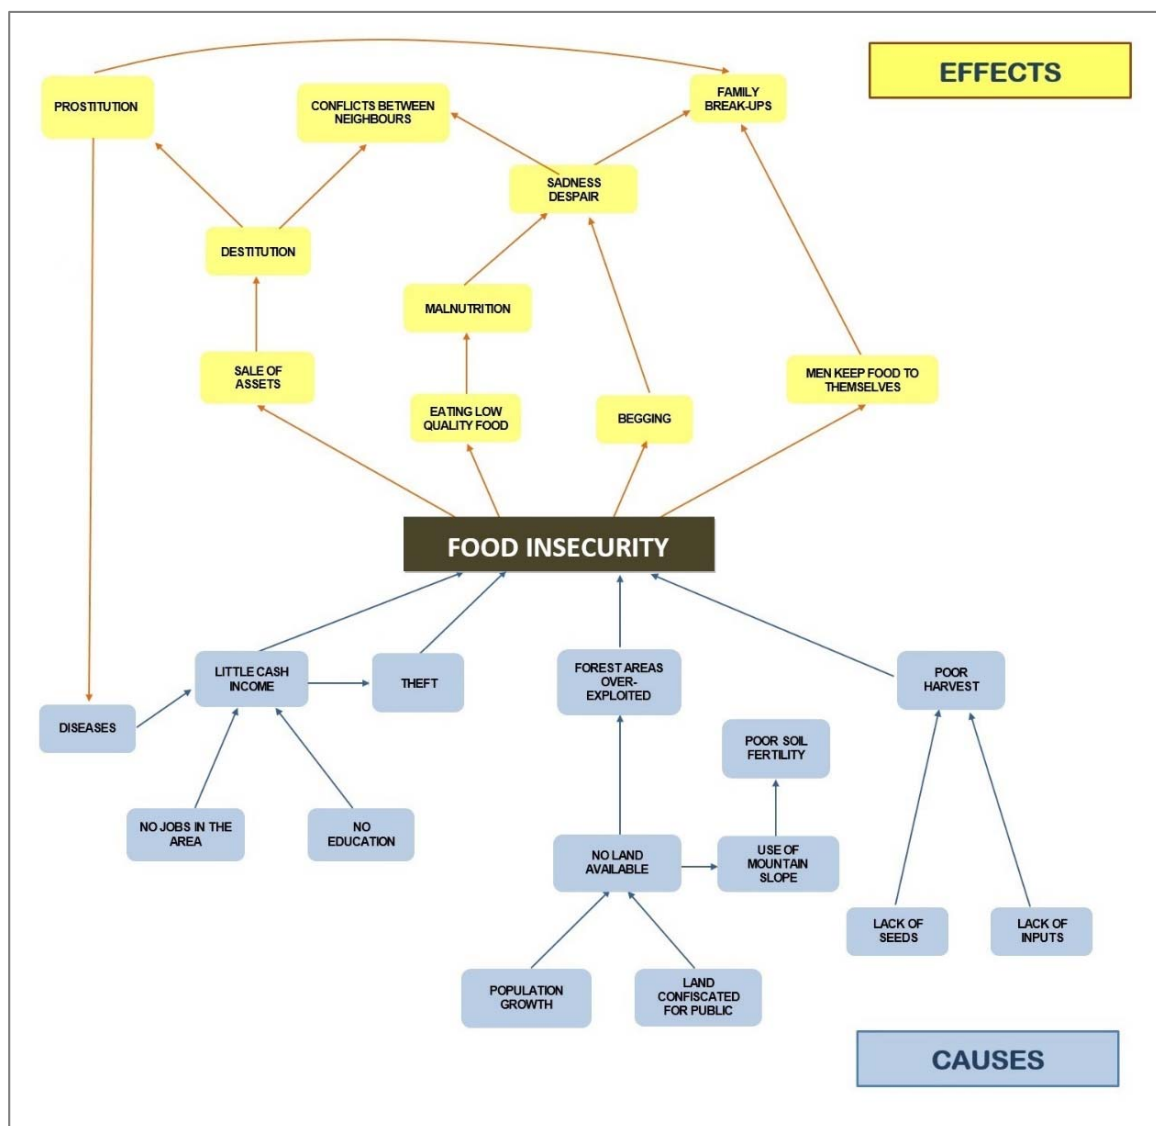 EFFECTS
PROSTITUTION
CONFLICTS BETWEEN
NEIGHBOURS
FAMILY
BREAK-UPS
SADNESS
DESPAIR
DESTITUTION
MALNUTRITION
SALE OF
ASSETS
EATING LOW
QUALITY FOOD
BEGGING
MEN KEEP FOOD TO
THEMSELVES
FOOD INSECURITY
LITTLE CASH
INCOME
THEFT
FOREST AREAS
OVER-
EXPLOITED
POOR
HARVEST
DISEASES
POOR SOIL
FERTILITY
NO JOBS IN THE
AREA
NO
EDUCATION
NO LAND
AVAILABLE
USE OF
MOUNTAIN
SLOPE
LACK OF
SEEDS
LACK OF
INPUTS
POPULATION
GROWTH
LAND
CONFISCATED
FOR PUBLIC
CAUSES